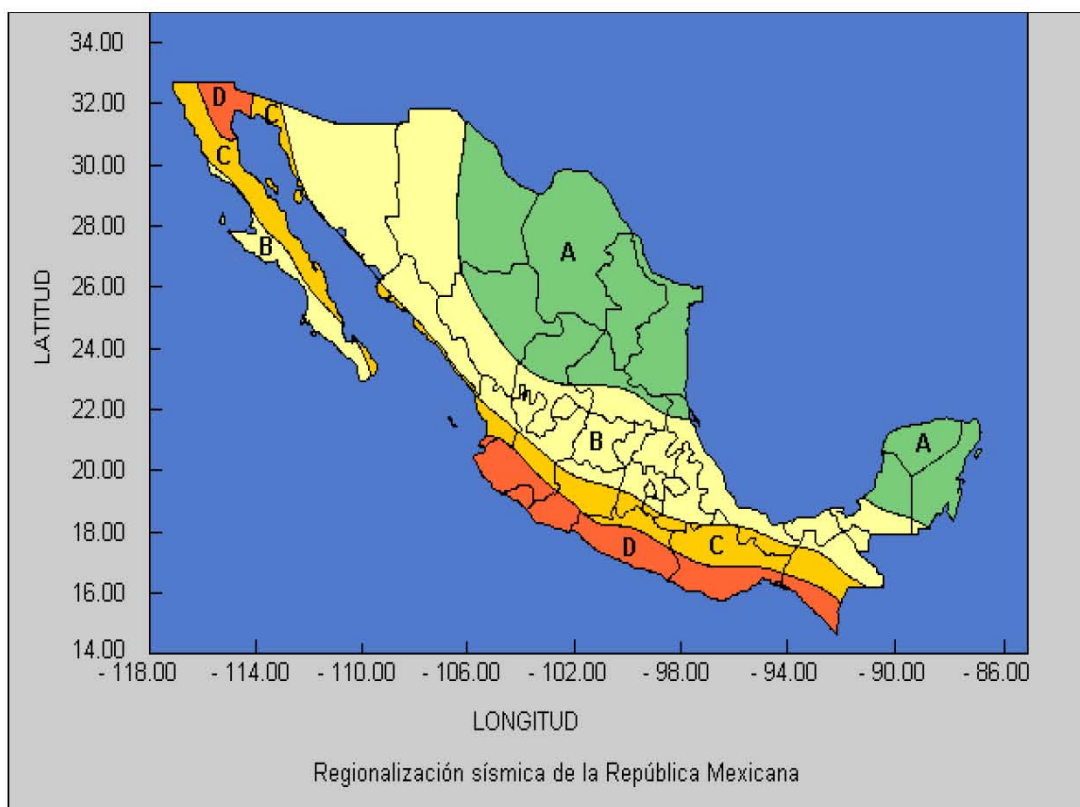 34.00
32.00
30.00
28.00
26.00
24.00
22.00
20.00
18.00
16.00
14.00
LATITUD
D
C
C
B
A
B
A
D
C
- 118.00 - 114.00 - 110.00 - 106.00 - 102.00 - 98.00 - 94.00 - 90.00 - 86.00
LONGITUD
Regionalización sísmica de la República Mexicana